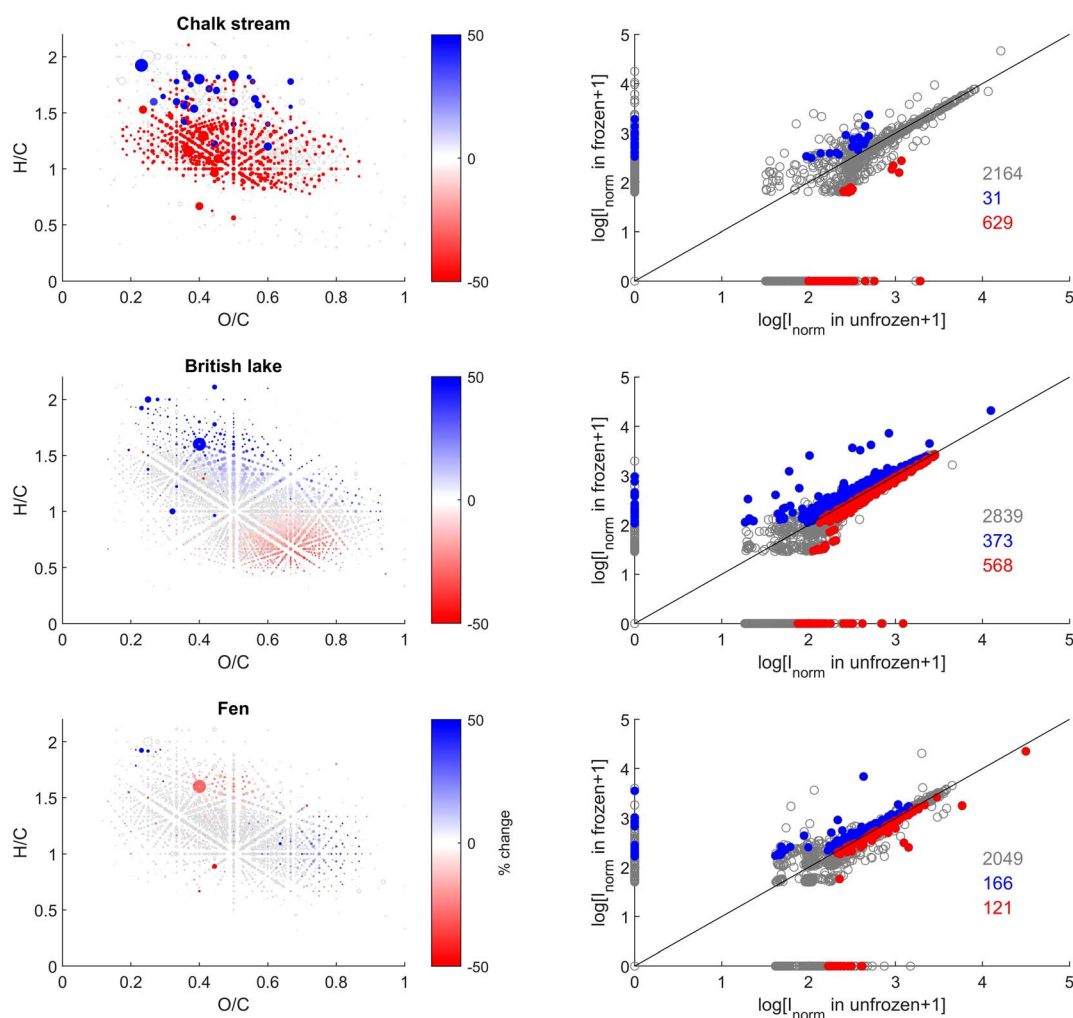 Chalk stream
2
1.5
1
0.5
0
H/C
0 0.2 0.4 0.6 0.8 1
O/C
50
0
-50
5
4
3
2
1
0
log[I_norm in frozen+1]
2164
31
629
0 1 2 3 4 5
log[I_norm in unfrozen+1]
British lake
2
1.5
1
0.5
0
H/C
0 0.2 0.4 0.6 0.8 1
O/C
50
0
-50
5
4
3
2
1
0
log[I_norm in frozen+1]
2839
373
568
0 1 2 3 4 5
log[I_norm in unfrozen+1]
Fen
2
1.5
1
0.5
0
H/C
0 0.2 0.4 0.6 0.8 1
O/C
50
0
-50
% change
5
4
3
2
1
0
log[I_norm in frozen+1]
2049
166
121
0 1 2 3 4 5
log[I_norm in unfrozen+1]